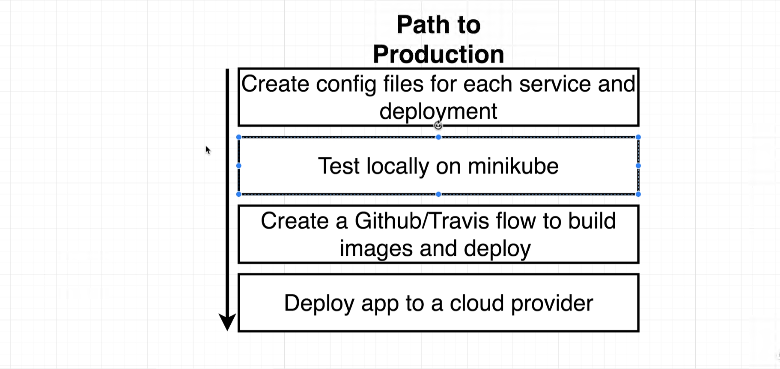 Path to
Production
Create config files for each service and
deployment
Test locally on minikube
Create a Github/Travis flow to build
images and deploy
Deploy app to a cloud provider